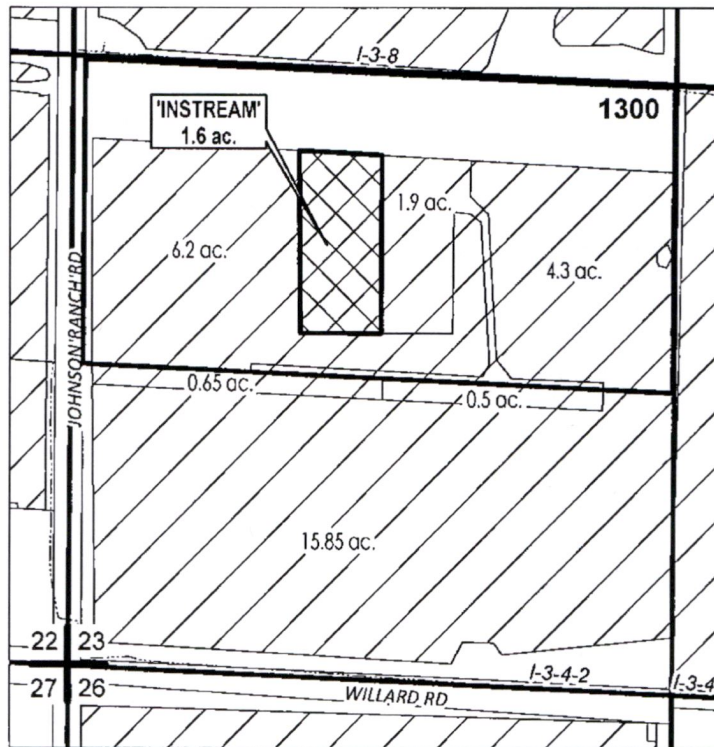 I-3-8
1300
'INSTREAM'
1.6 ac.
1.9 ac.
6.2 ac.
4.3 ac.
JOHNSON RANCH RD
0.65 ac.
0.5 ac.
15.85 ac.
22 23
I-3-4-2
I-3-4
27 26
WILLARD RD